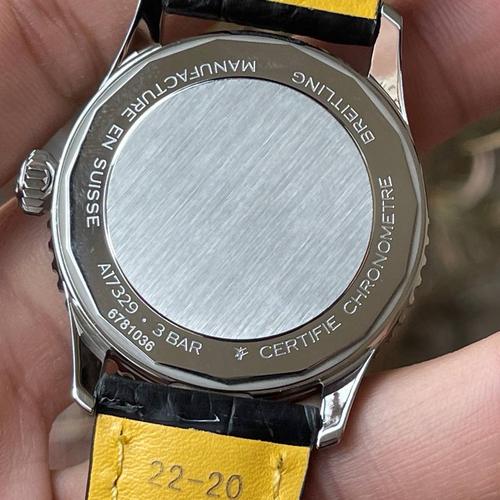 BREITLING
MANUFACTURE EN SUISSE
A17329 • 3 BAR
6781036
CERTIFIE CHRONOMETRE
22-20